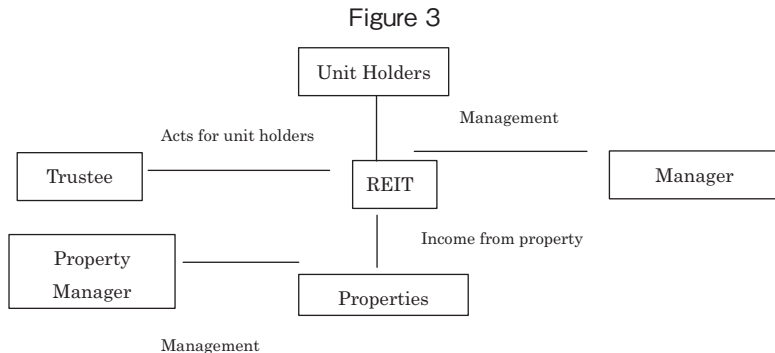 Figure 3
Unit Holders
Management
Acts for unit holders
Trustee
REIT
Manager
Income from property
Property
Manager
Properties
Management